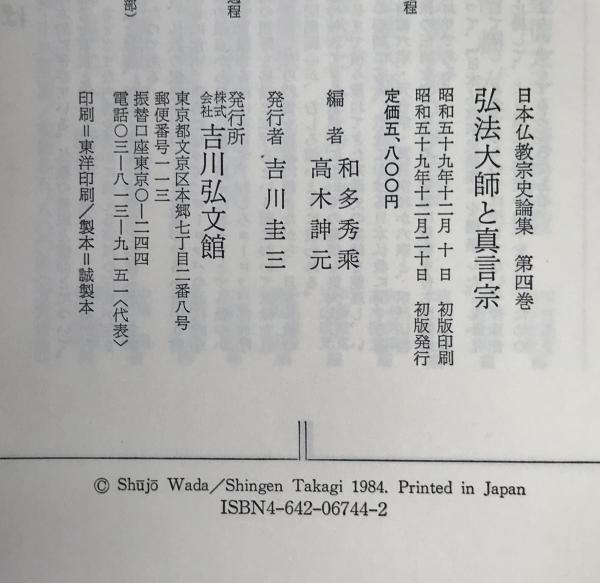 日本仏教宗史論集 第四巻
弘法大師と真言宗
昭和五十九年十二月 十 日 初版印刷
昭和五十九年十二月二十日 初版発行
定価五、八〇〇円
編者 和多秀乘
高木訷元
発行者 吉川圭三
発行所 株式会社 吉川弘文館
東京都文京区本郷七丁目二番八号
郵便番号一一三
振替口座東京〇―二四四
電話〇三―八一三―九一五一〈代表〉
印刷＝東洋印刷／製本＝誠製本
程
過程
部）
© Shūjō Wada/Shingen Takagi 1984. Printed in Japan
ISBN4-642-06744-2